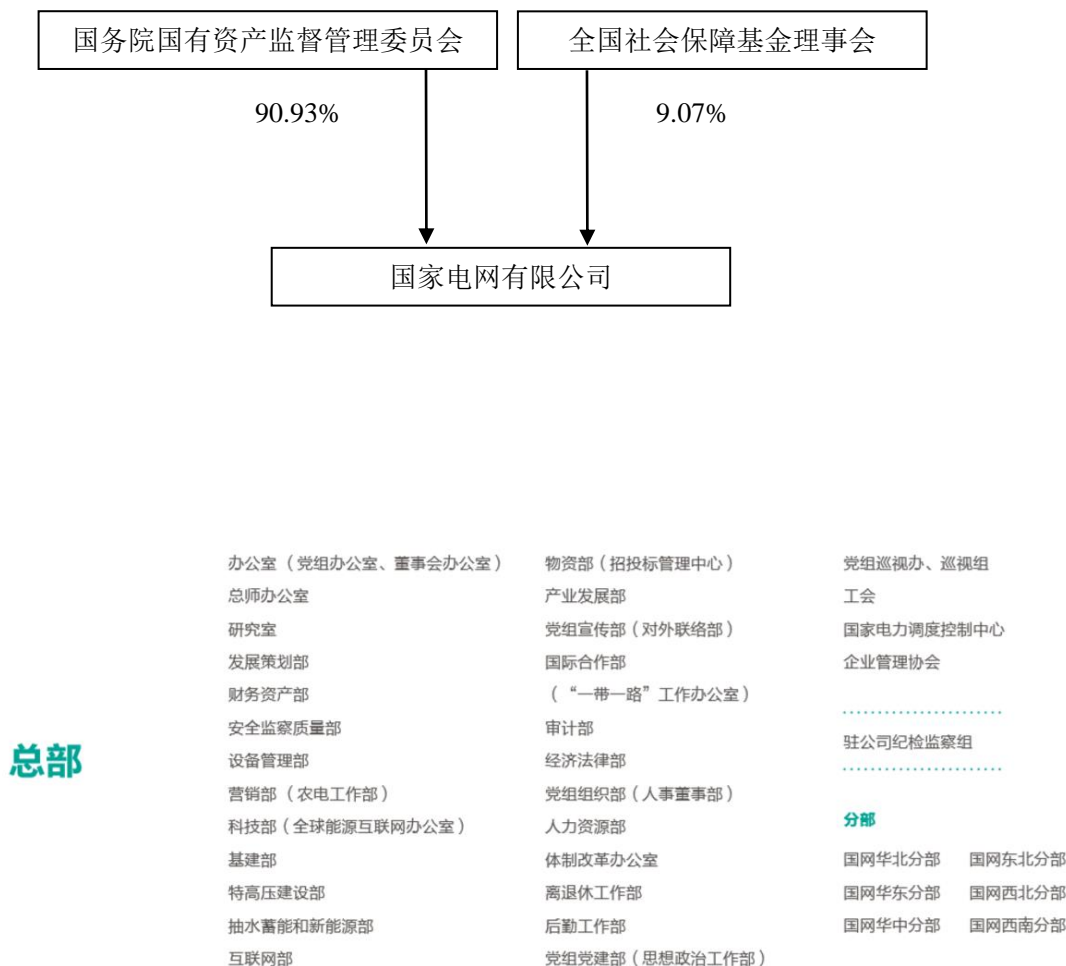 国务院国有资产监督管理委员会
全国社会保障基金理事会
90.93%
9.07%
国家电网有限公司
总部
办公室（党组办公室、董事会办公室）
总师办公室
研究室
发展策划部
财务资产部
安全监察质量部
设备管理部
营销部（农电工作部）
科技部（全球能源互联网办公室）
基建部
特高压建设部
抽水蓄能和新能源部
互联网部
物资部（招投标管理中心）
产业发展部
党组宣传部（对外联络部）
国际合作部
（“一带一路”工作办公室）
审计部
经济法律部
党组组织部（人事董事部）
人力资源部
体制改革办公室
离退休工作部
后勤工作部
党组党建部（思想政治工作部）
党组巡视办、巡视组
工会
国家电力调度控制中心
企业管理协会
驻公司纪检监察组
分部
国网华北分部 国网东北分部
国网华东分部 国网西北分部
国网华中分部 国网西南分部